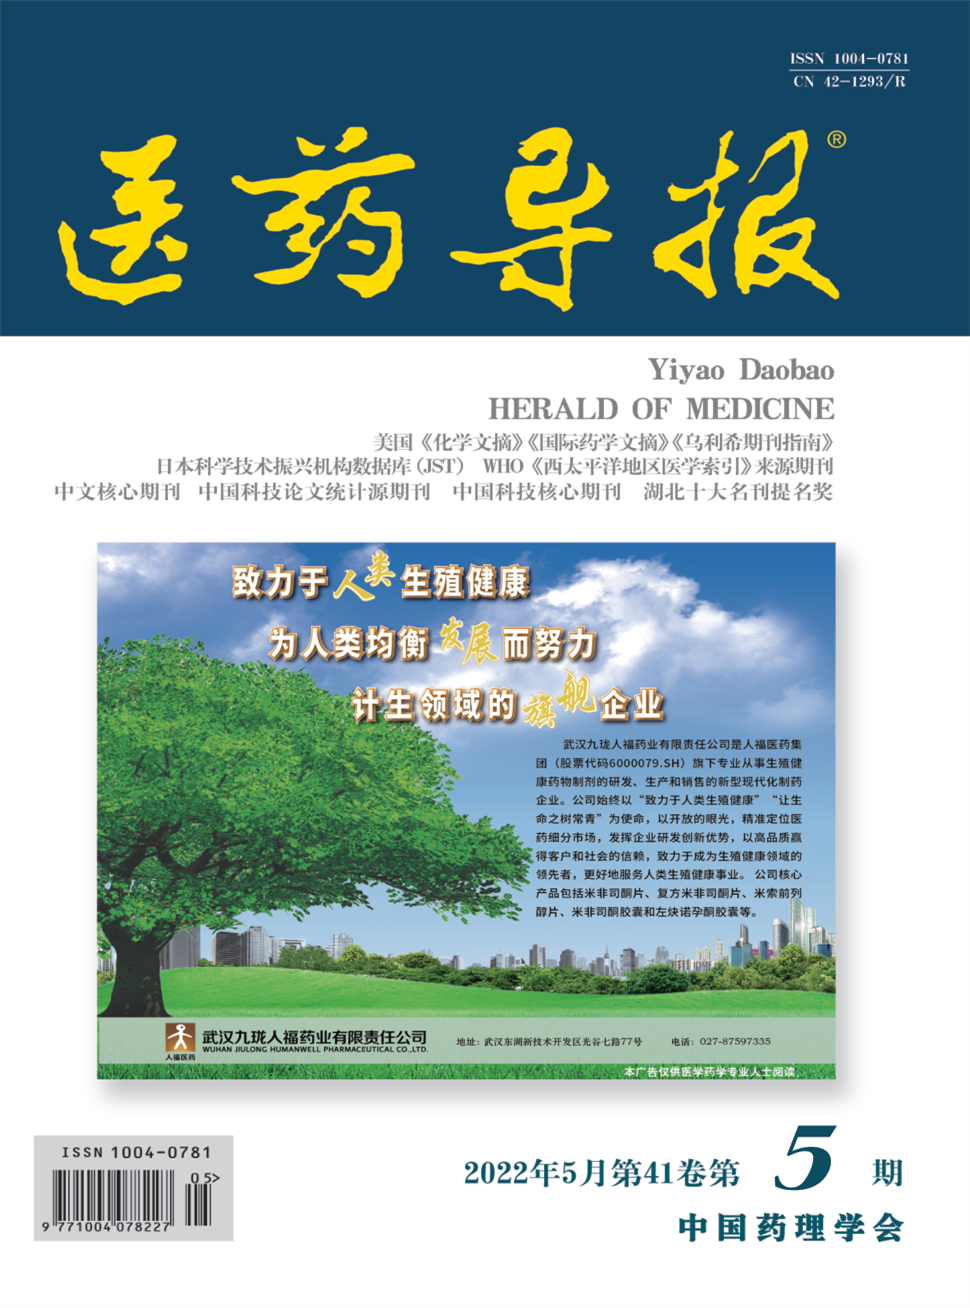 ISSN 1004-0781
CN 42-1293/R
医药导报®
Yiyao Daobao
HERALD OF MEDICINE
美国《化学文摘》《国际药学文摘》《乌利希期刊指南》
日本科学技术振兴机构数据库(JST) WHO《西太平洋地区医学索引》来源期刊
中文核心期刊 中国科技论文统计源期刊 中国科技核心期刊 湖北十大名刊提名奖
致力于人类生殖健康
为人类均衡发展而努力
计生领域的旗舰企业
武汉九珑人福药业有限责任公司是人福医药集
团（股票代码6000079.SH）旗下专业从事生殖健
康药物制剂的研发、生产和销售的新型现代化制药
企业。公司始终以“致力于人类生殖健康”“让生
命之树常青”为使命，以开放的眼光，精准定位医
药细分市场，发挥企业研发创新优势，以高品质赢
得客户和社会的信赖，致力于成为生殖健康领域的
领先者，更好地服务人类生殖健康事业。公司核心
产品包括米非司酮片、复方米非司酮片、米索前列
醇片、米非司酮胶囊和左炔诺孕酮胶囊等。
人福医药
武汉九珑人福药业有限责任公司
WUHAN JIULONG HUMANWELL PHARMACEUTICAL CO.,LTD.
地址：武汉东湖新技术开发区光谷七路77号 电话：027-87597335
本广告仅供医学药学专业人士阅读
ISSN 1004-0781
05>
9 771004 078227
2022年5月第41卷第5期
中国药理学会